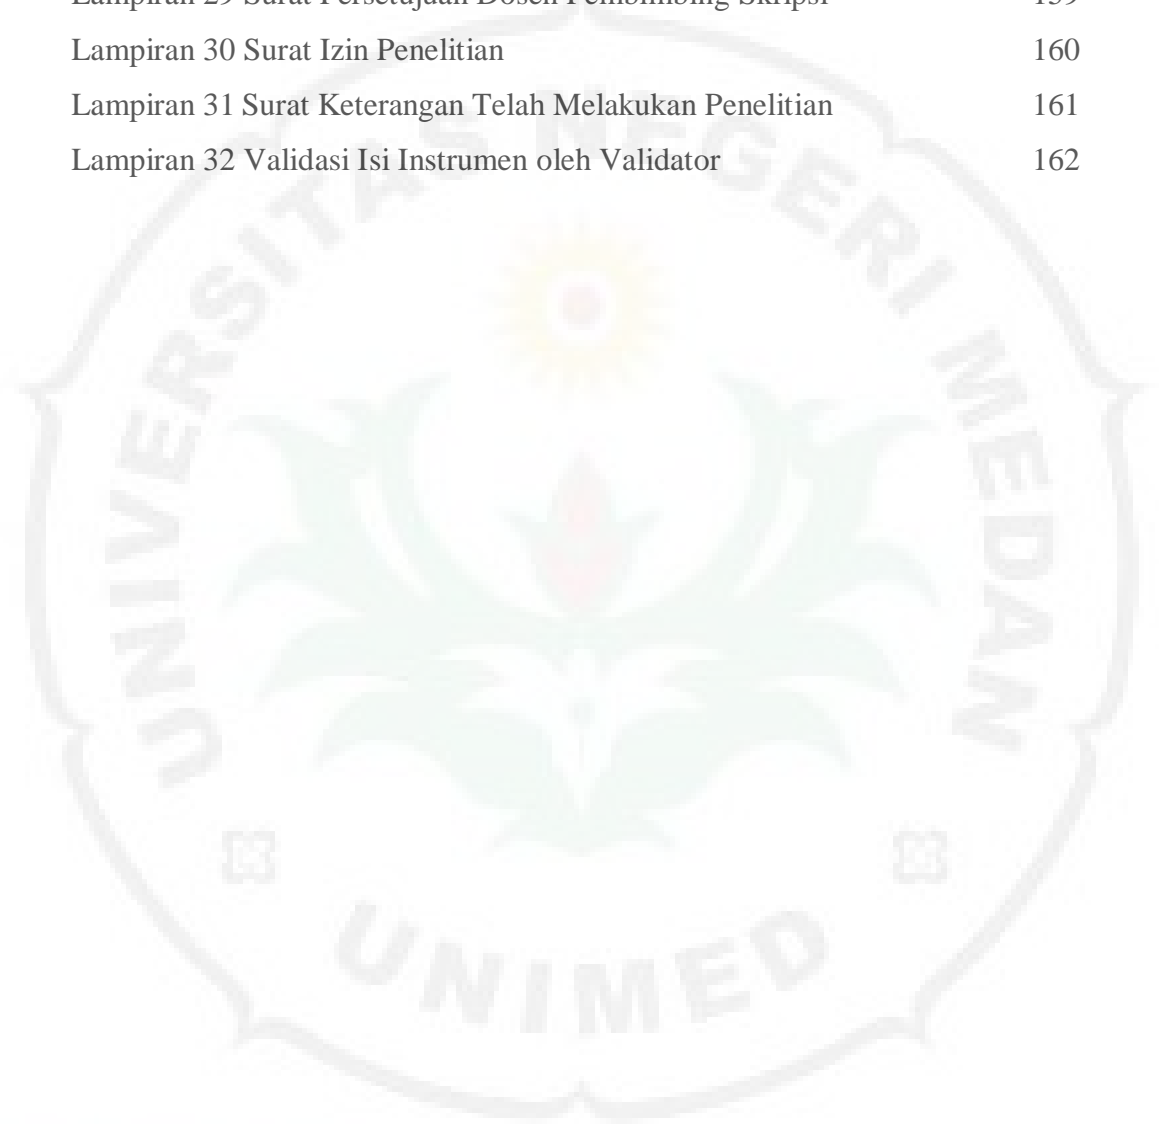 Lampiran 29 Surat Persetujuan Dosen Pembimbing Skripsi 159
Lampiran 30 Surat Izin Penelitian 160
Lampiran 31 Surat Keterangan Telah Melakukan Penelitian 161
Lampiran 32 Validasi Isi Instrumen oleh Validator 162
UNIVERSITAS NEGERI MEDAN
UNIMED